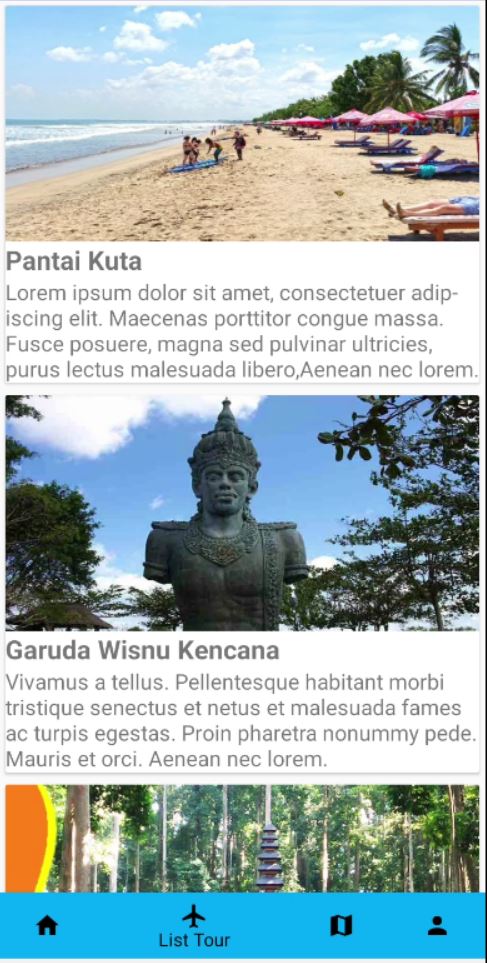 Pantai Kuta
Lorem ipsum dolor sit amet, consectetuer adip-
iscing elit. Maecenas porttitor congue massa.
Fusce posuere, magna sed pulvinar ultricies,
purus lectus malesuada libero,Aenean nec lorem.
Garuda Wisnu Kencana
Vivamus a tellus. Pellentesque habitant morbi
tristique senectus et netus et malesuada fames
ac turpis egestas. Proin pharetra nonummy pede.
Mauris et orci. Aenean nec lorem.
List Tour